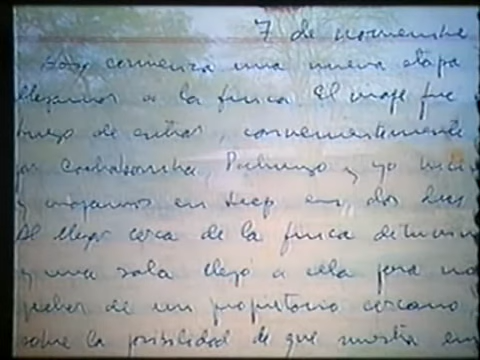 7 de noviembre
Hoy comienza una nueva etapa
llegamos a la finca. El viaje fue
luego de entrar, convenientemente
por Cochabamba, Pachungo y yo
y viajamos en jeep en dos
Al llegar cerca de la finca detuvim
y una sola llegó a ella para no
de un propietario cercano,
sobre la posibilidad de que nuestra em